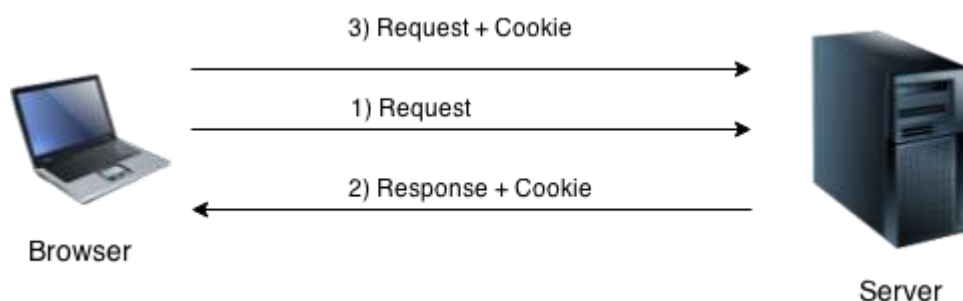 3) Request + Cookie
1) Request
2) Response + Cookie
Browser
Server